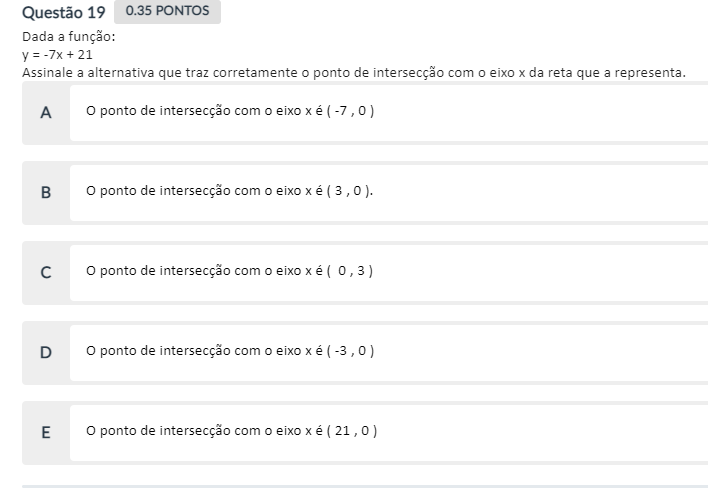 Questão 19 0.35 PONTOS
Dada a função:
y = -7x + 21
Assinale a alternativa que traz corretamente o ponto de intersecção com o eixo x da reta que a representa.
A O ponto de intersecção com o eixo x é ( -7 , 0 )
B O ponto de intersecção com o eixo x é ( 3 , 0 ).
C O ponto de intersecção com o eixo x é ( 0 , 3 )
D O ponto de intersecção com o eixo x é ( -3 , 0 )
E O ponto de intersecção com o eixo x é ( 21 , 0 )